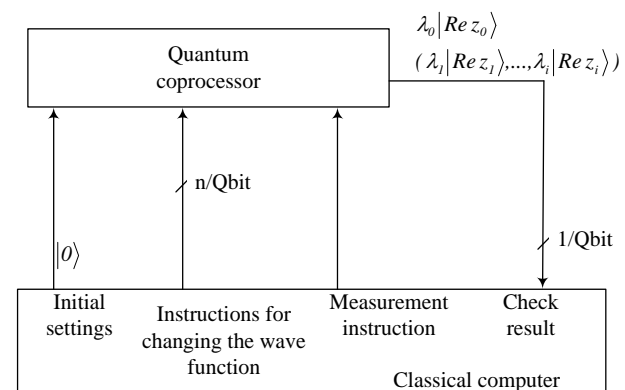 λ₀|Re z₀⟩
Quantum
coprocessor
(λ₁|Re z₁⟩,...,λᵢ|Re zᵢ⟩)
n/Qbit
|0⟩
1/Qbit
Initial
settings
Instructions for
changing the wave
function
Measurement
instruction
Check
result
Classical computer